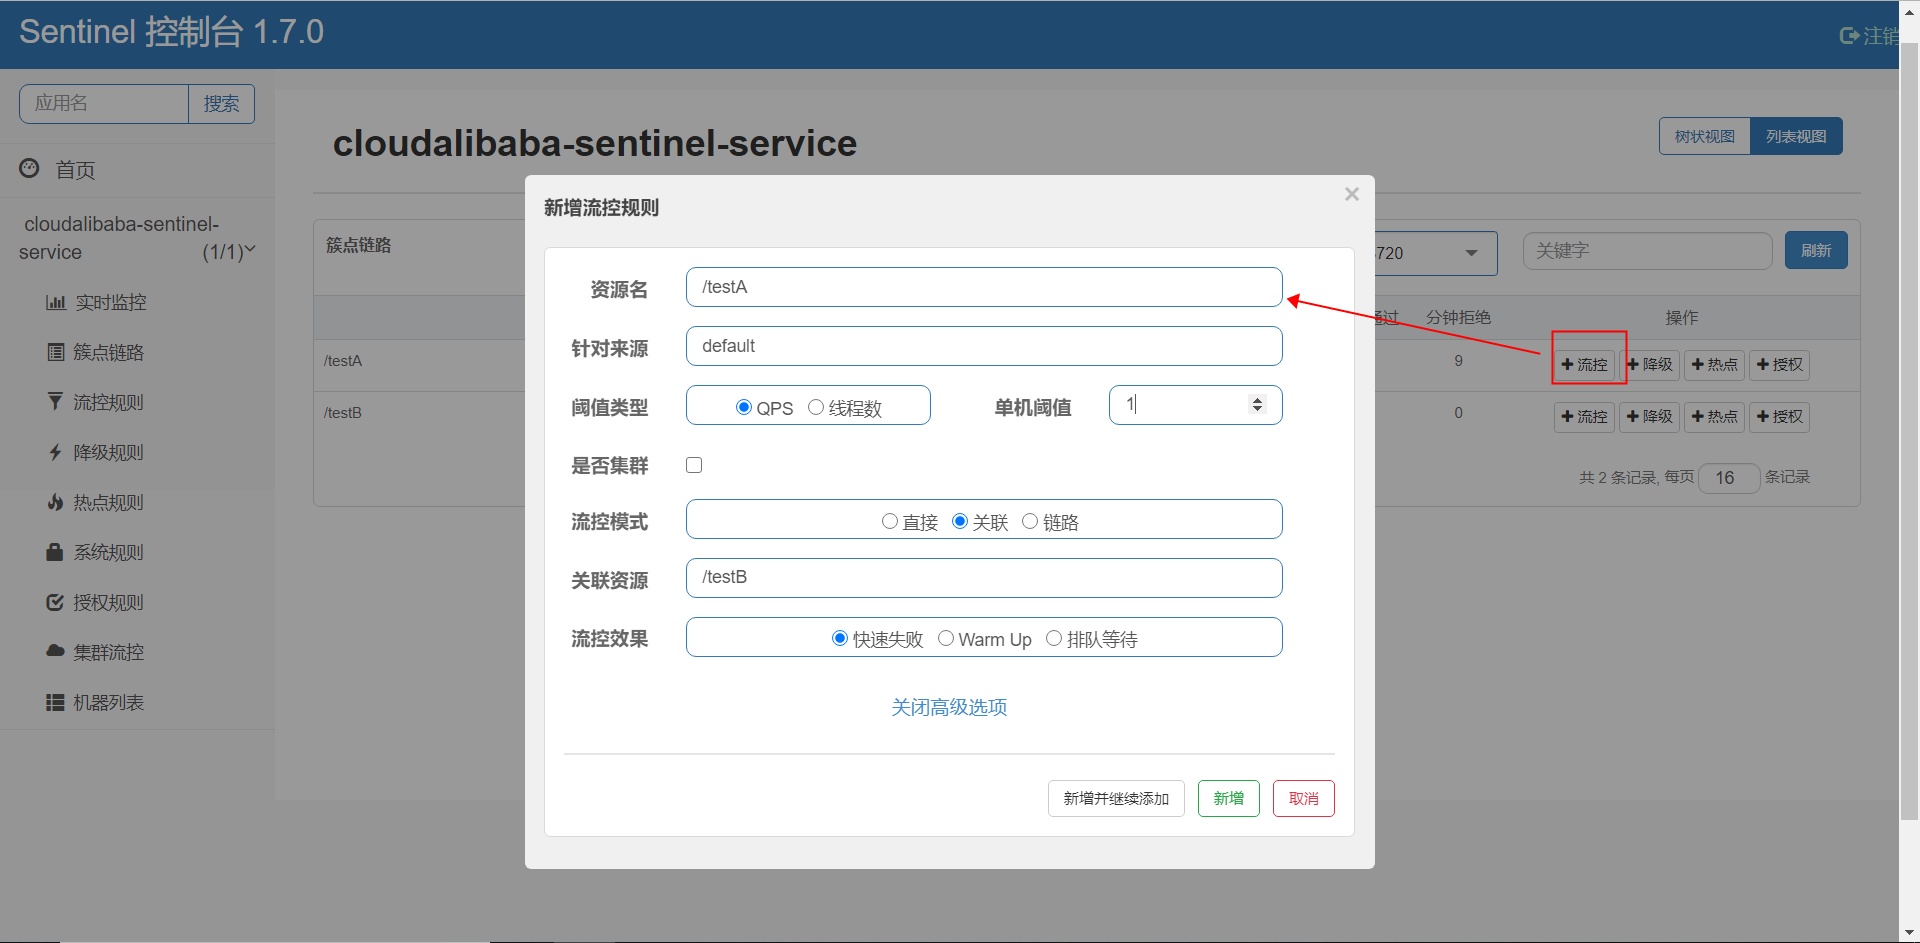 Sentinel 控制台 1.7.0
注销
应用名
搜索
首页
cloudalibaba-sentinel-
service
(1/1)
实时监控
簇点链路
流控规则
降级规则
热点规则
系统规则
授权规则
集群流控
机器列表
cloudalibaba-sentinel-service
树状视图
列表视图
簇点链路
720
关键字
刷新
通过
分钟拒绝
操作
/testA
9
流控
降级
热点
授权
/testB
0
流控
降级
热点
授权
共 2 条记录, 每页 16 条记录
新增流控规则
×
资源名
/testA
针对来源
default
阈值类型
QPS 线程数
单机阈值
1
是否集群
流控模式
直接 关联 链路
关联资源
/testB
流控效果
快速失败 Warm Up 排队等待
关闭高级选项
新增并继续添加
新增
取消